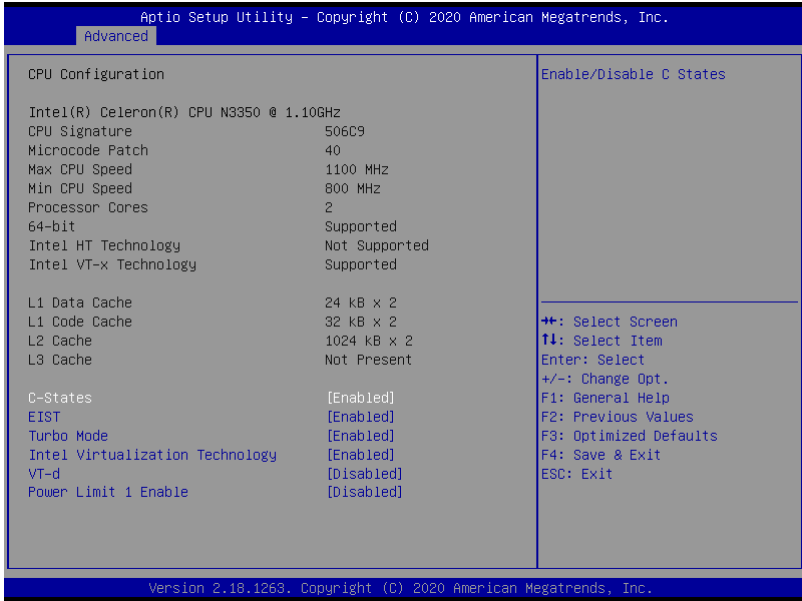 Aptio Setup Utility – Copyright (C) 2020 American Megatrends, Inc.
Advanced
CPU Configuration
Intel(R) Celeron(R) CPU N3350 @ 1.10GHz
CPU Signature 506C9
Microcode Patch 40
Max CPU Speed 1100 MHz
Min CPU Speed 800 MHz
Processor Cores 2
64-bit Supported
Intel HT Technology Not Supported
Intel VT-x Technology Supported
L1 Data Cache 24 kB x 2
L1 Code Cache 32 kB x 2
L2 Cache 1024 kB x 2
L3 Cache Not Present
C-States [Enabled]
EIST [Enabled]
Turbo Mode [Enabled]
Intel Virtualization Technology [Enabled]
VT-d [Disabled]
Power Limit 1 Enable [Disabled]
Enable/Disable C States
→←: Select Screen
↑↓: Select Item
Enter: Select
+/-: Change Opt.
F1: General Help
F2: Previous Values
F3: Optimized Defaults
F4: Save & Exit
ESC: Exit
Version 2.18.1263. Copyright (C) 2020 American Megatrends, Inc.